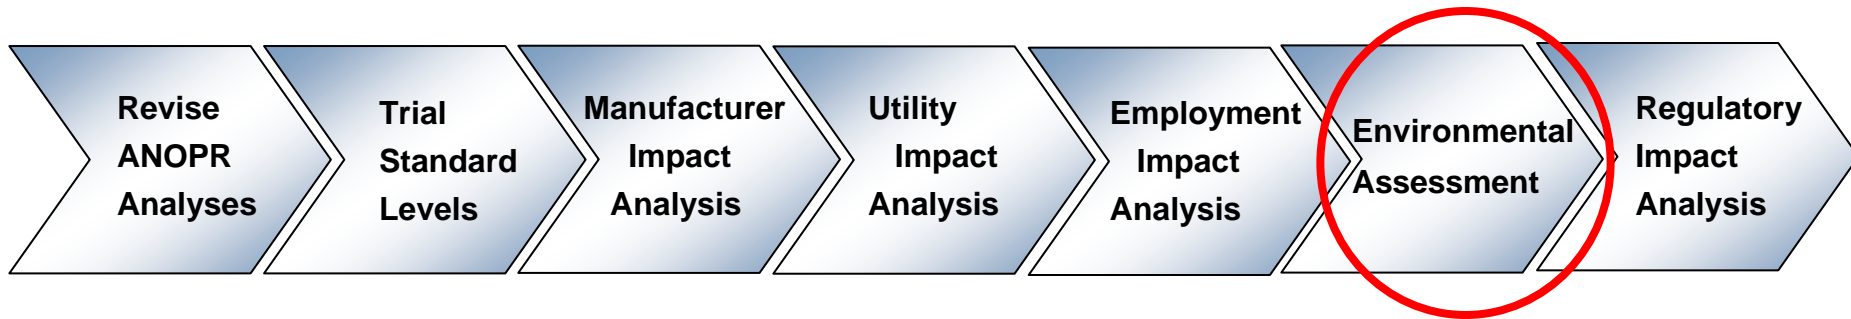 Revise
ANOPR
Analyses
Trial
Standard
Levels
Manufacturer
Impact
Analysis
Utility
Impact
Analysis
Employment
Impact
Analysis
Environmental
Assessment
Regulatory
Impact
Analysis